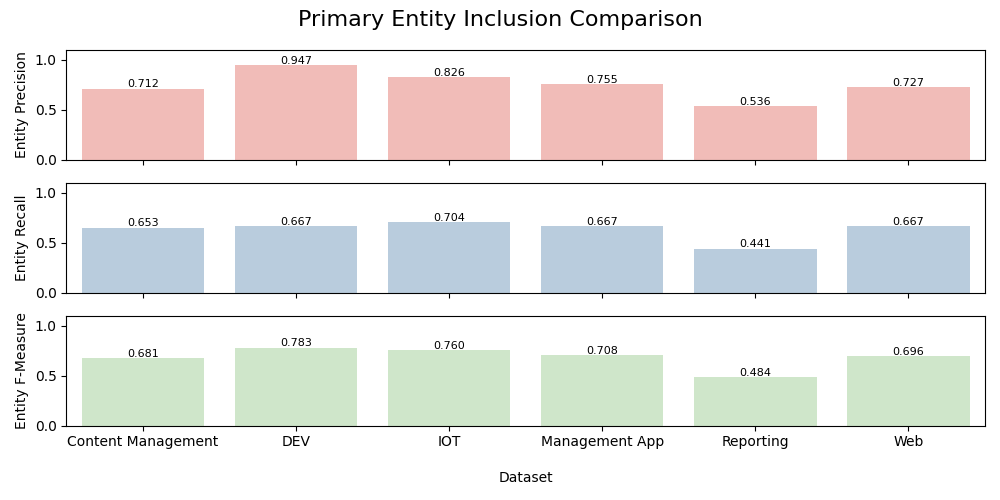 Primary Entity Inclusion Comparison
Entity Precision
1.0
0.5
0.0
0.712
0.947
0.826
0.755
0.536
0.727
Entity Recall
1.0
0.5
0.0
0.653
0.667
0.704
0.667
0.441
0.667
Entity F-Measure
1.0
0.5
0.0
0.681
0.783
0.760
0.708
0.484
0.696
Content Management
DEV
IOT
Management App
Reporting
Web
Dataset